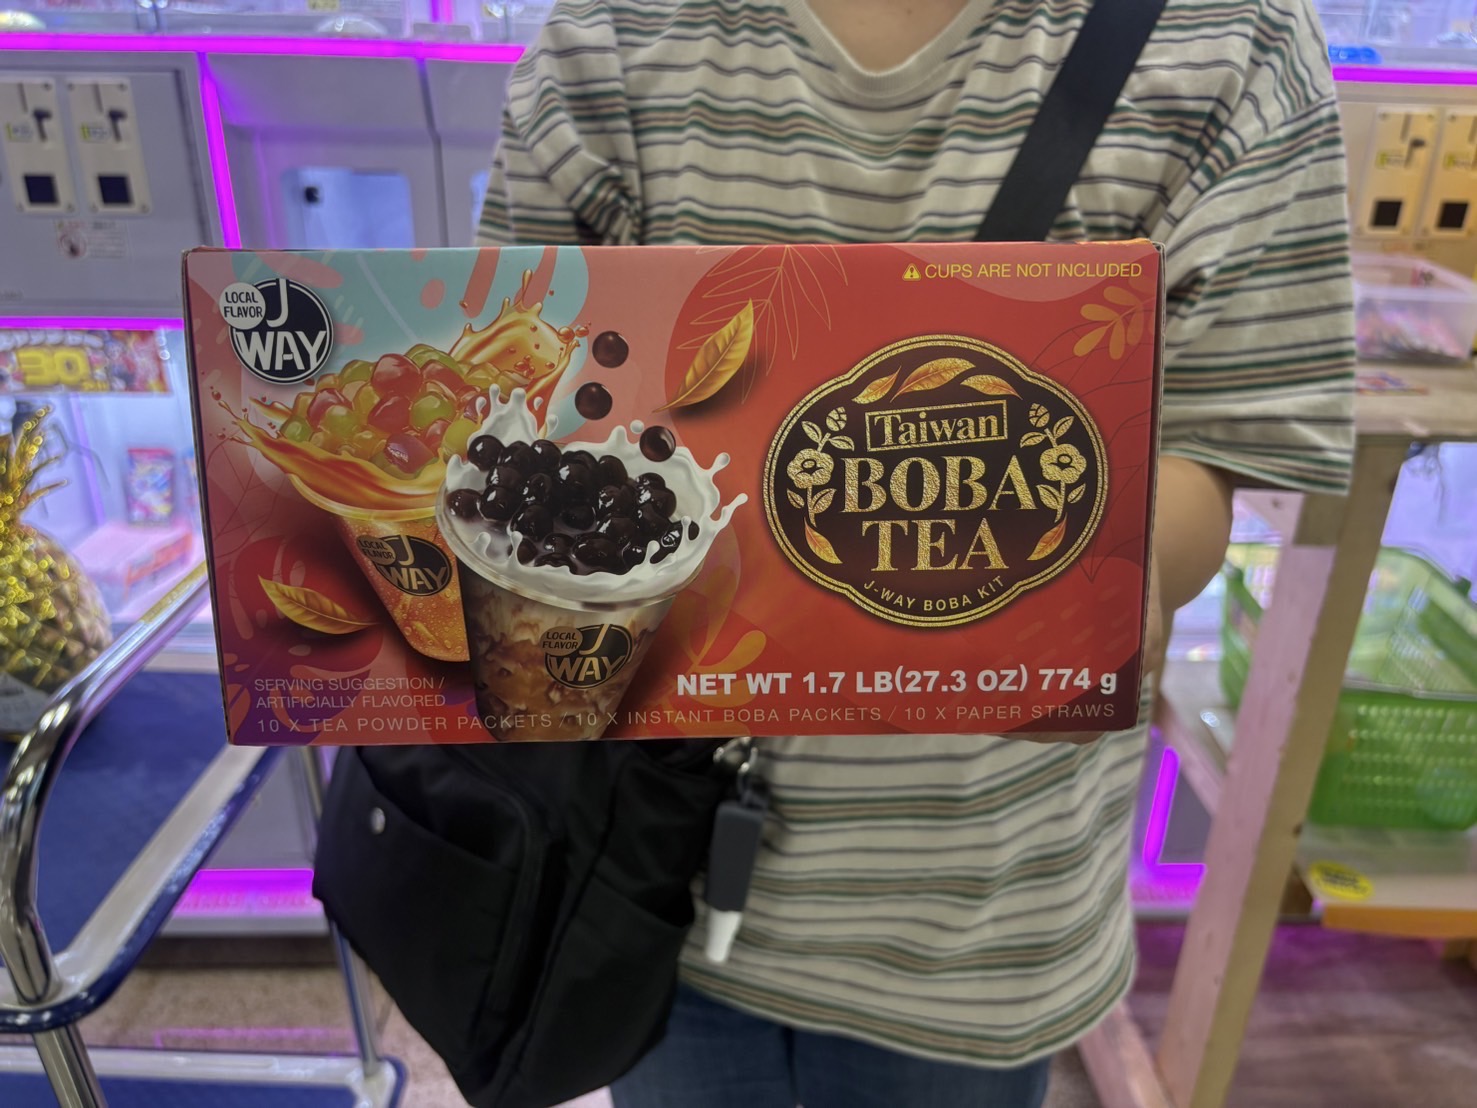 CUPS ARE NOT INCLUDED
LOCAL
FLAVOR
J
WAY
Taiwan
BOBA
TEA
J-WAY BOBA KIT
LOCAL
FLAVOR
J
WAY
LOCAL
FLAVOR
J
WAY
NET WT 1.7 LB(27.3 OZ) 774 g
SERVING SUGGESTION /
ARTIFICIALLY FLAVORED
10 X TEA POWDER PACKETS / 10 X INSTANT BOBA PACKETS / 10 X PAPER STRAWS
30